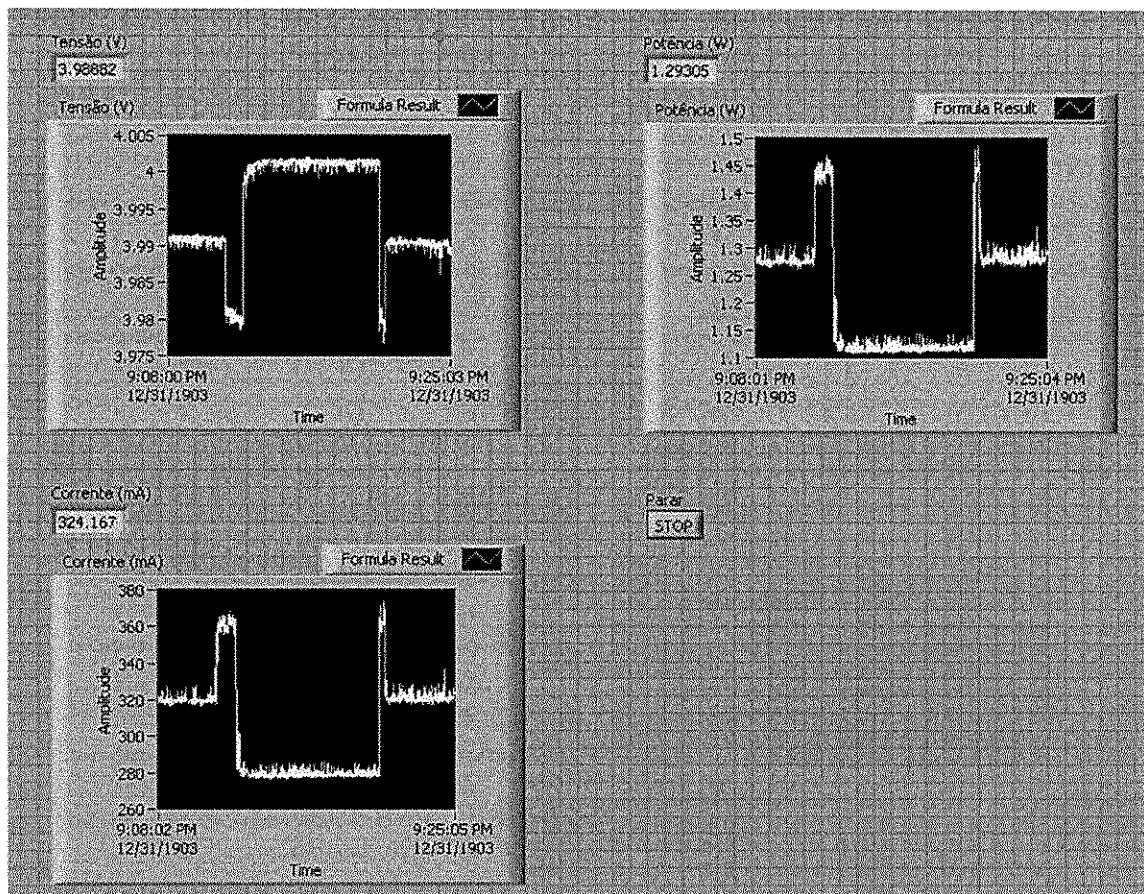 Tensão (V)
3.98882
Tensão (V)
Formula Result
4.005
4
3.995
3.99
3.985
3.98
3.975
Amplitude
9:08:00 PM
12/31/1903
9:25:03 PM
12/31/1903
Time
Potência (W)
1.29305
Potência (W)
Formula Result
1.5
1.45
1.4
1.35
1.3
1.25
1.2
1.15
1.1
Amplitude
9:08:01 PM
12/31/1903
9:25:04 PM
12/31/1903
Time
Corrente (mA)
324.167
Corrente (mA)
Formula Result
380
360
340
320
300
280
260
Amplitude
9:08:02 PM
12/31/1903
9:25:05 PM
12/31/1903
Time
Parar
STOP